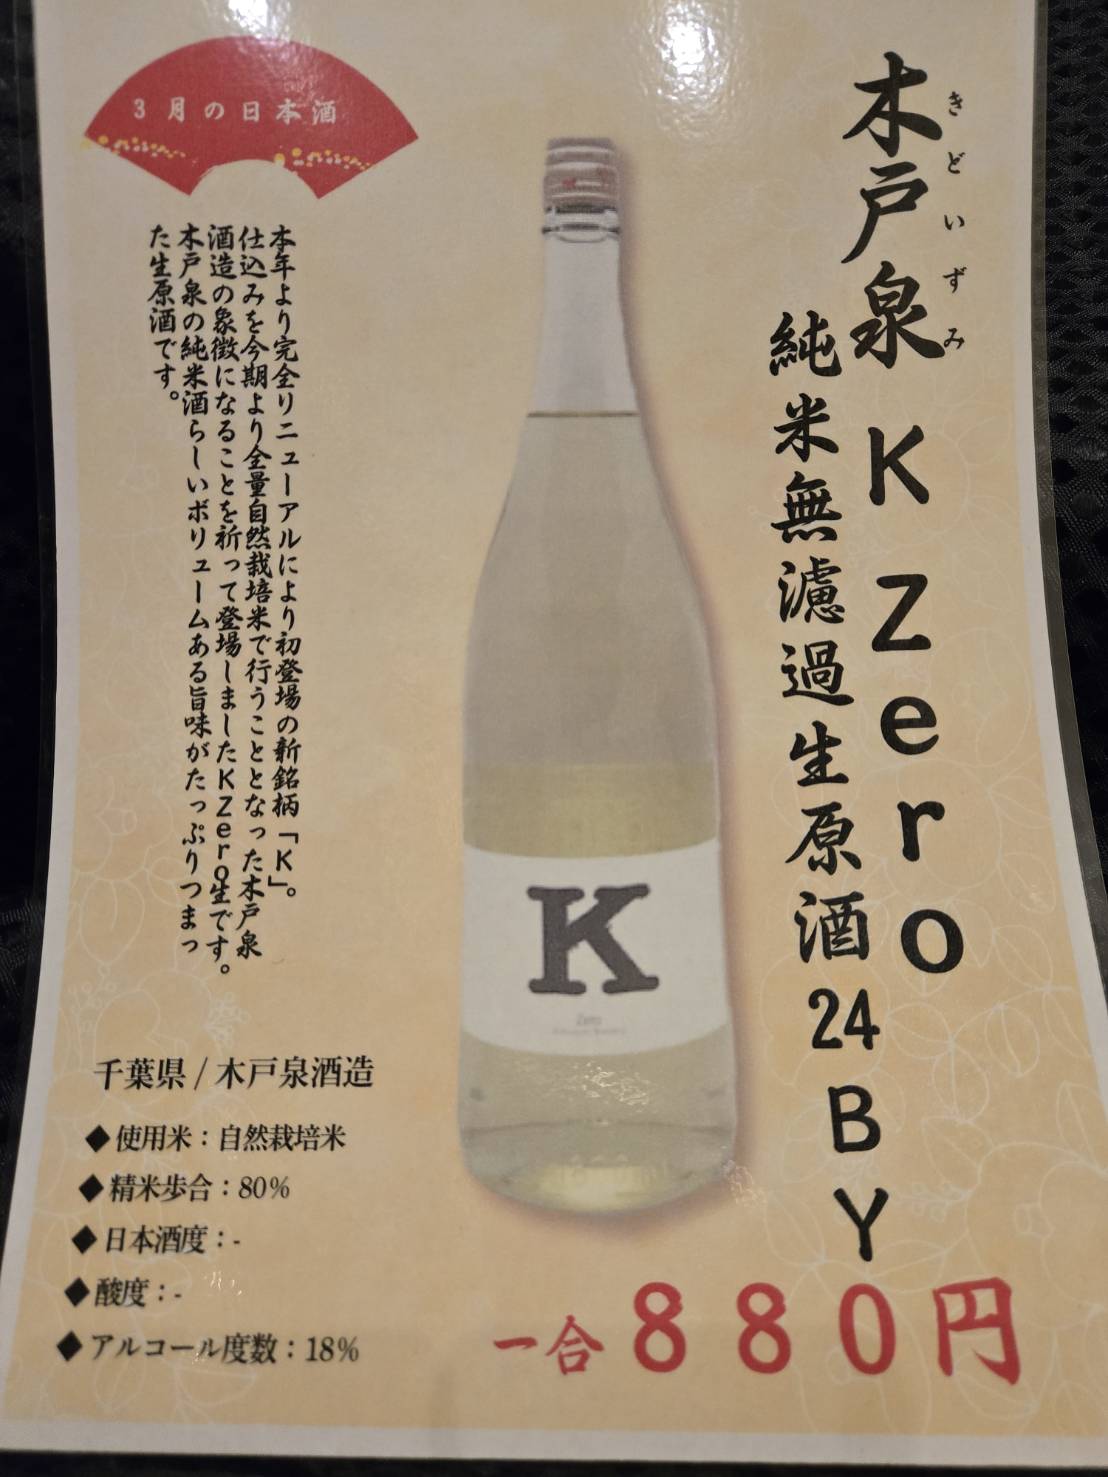 3月の日本酒
木戸泉 K Zero
きどいずみ
純米無濾過生原酒24BY
本年より完全リニューアルにより初登場の新銘柄「K」。
仕込みを今期より全量自然栽培米で行うこととなった木戸泉
酒造の象徴になることを祈って登場しましたKZero生です。
木戸泉の純米酒らしいボリュームある旨味がたっぷりつまっ
た生原酒です。
K
Zero
千葉県 / 木戸泉酒造
◆使用米：自然栽培米
◆精米歩合：80%
◆日本酒度：-
◆酸度：-
◆アルコール度数：18%
一合880円